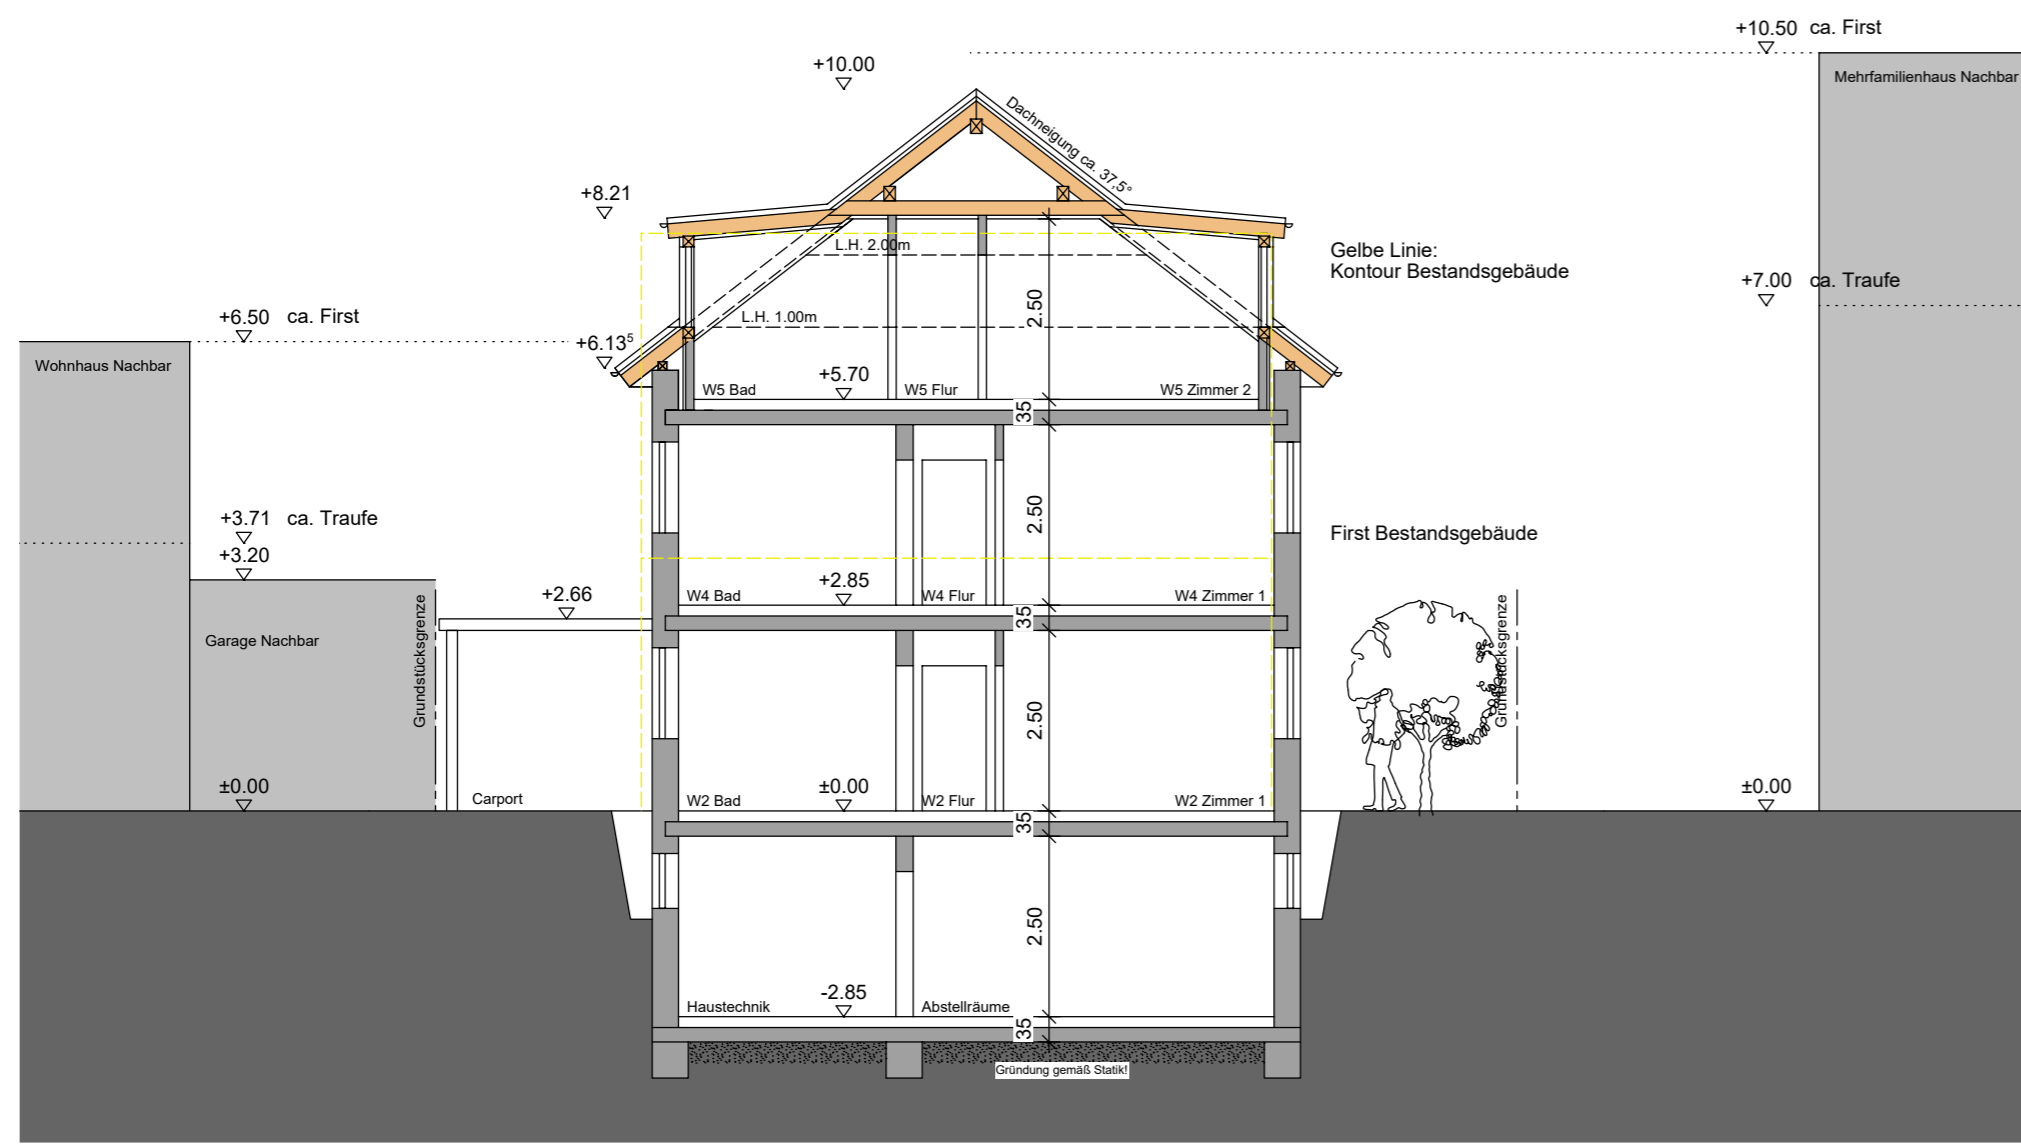 +10.50 ca. First
Mehrfamilienhaus Nachbar
+10.00
Dachneigung ca. 37,5°
+8.21
L.H. 2.00m
Gelbe Linie:
Kontour Bestandsgebäude
+7.00 ca. Traufe
2.50
L.H. 1.00m
+6.50 ca. First
+6.13⁵
Wohnhaus Nachbar
W5 Bad
+5.70
W5 Flur
W5 Zimmer 2
35
+3.71 ca. Traufe
+3.20
2.50
First Bestandsgebäude
+2.66
W4 Bad
+2.85
W4 Flur
W4 Zimmer 1
35
Garage Nachbar
Grundstücksgrenze
Grundstücksgrenze
2.50
±0.00
Carport
W2 Bad
±0.00
W2 Flur
W2 Zimmer 1
±0.00
35
2.50
Haustechnik
-2.85
Abstellräume
35
Gründung gemäß Statik!